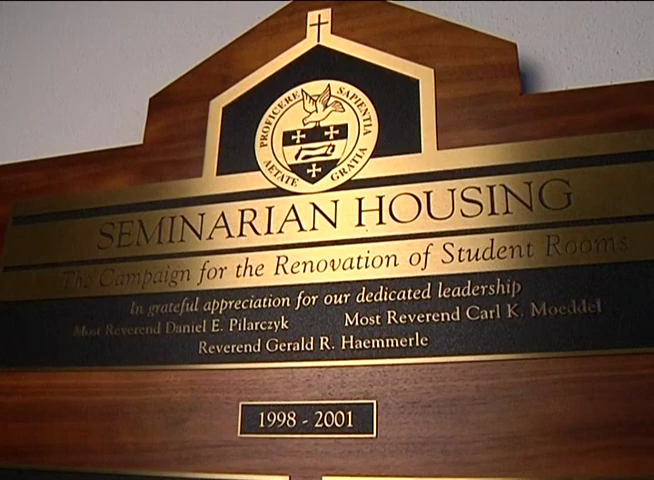 PROFICERE SAPIENTIA
AETATE GRATIA
SEMINARIAN HOUSING
The Campaign for the Renovation of Student Rooms
In grateful appreciation for our dedicated leadership
Most Reverend Daniel E. Pilarczyk Most Reverend Carl K. Moeddel
Reverend Gerald R. Haemmerle
1998 - 2001